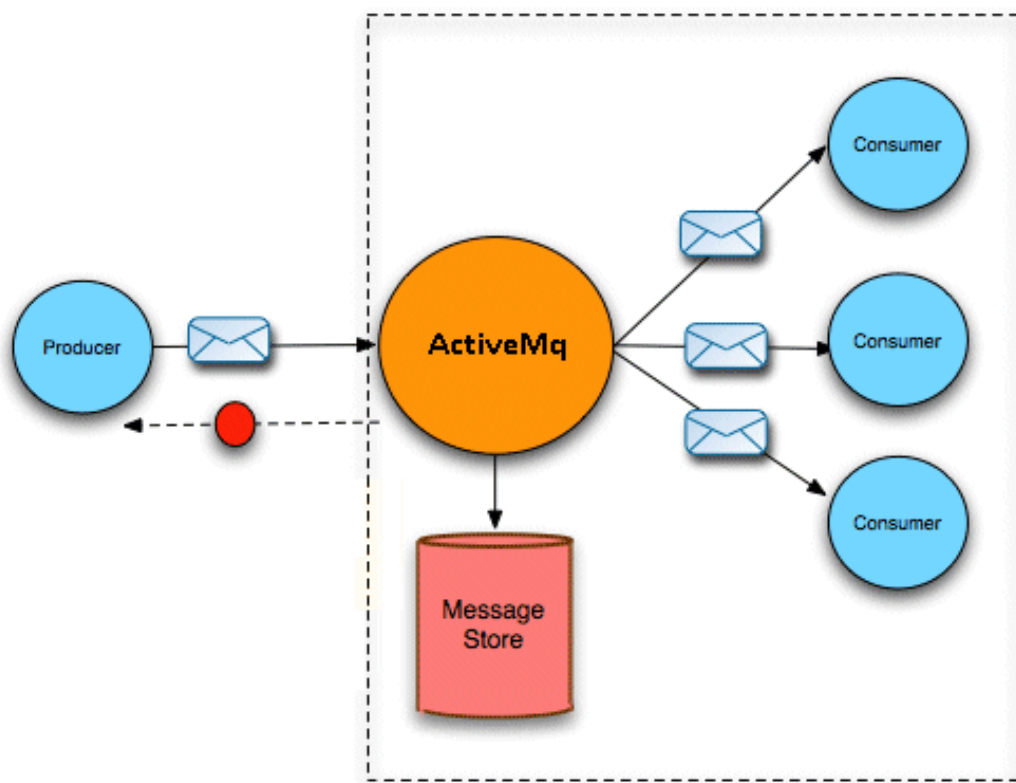 Consumer
Producer
ActiveMq
Consumer
Consumer
Message
Store